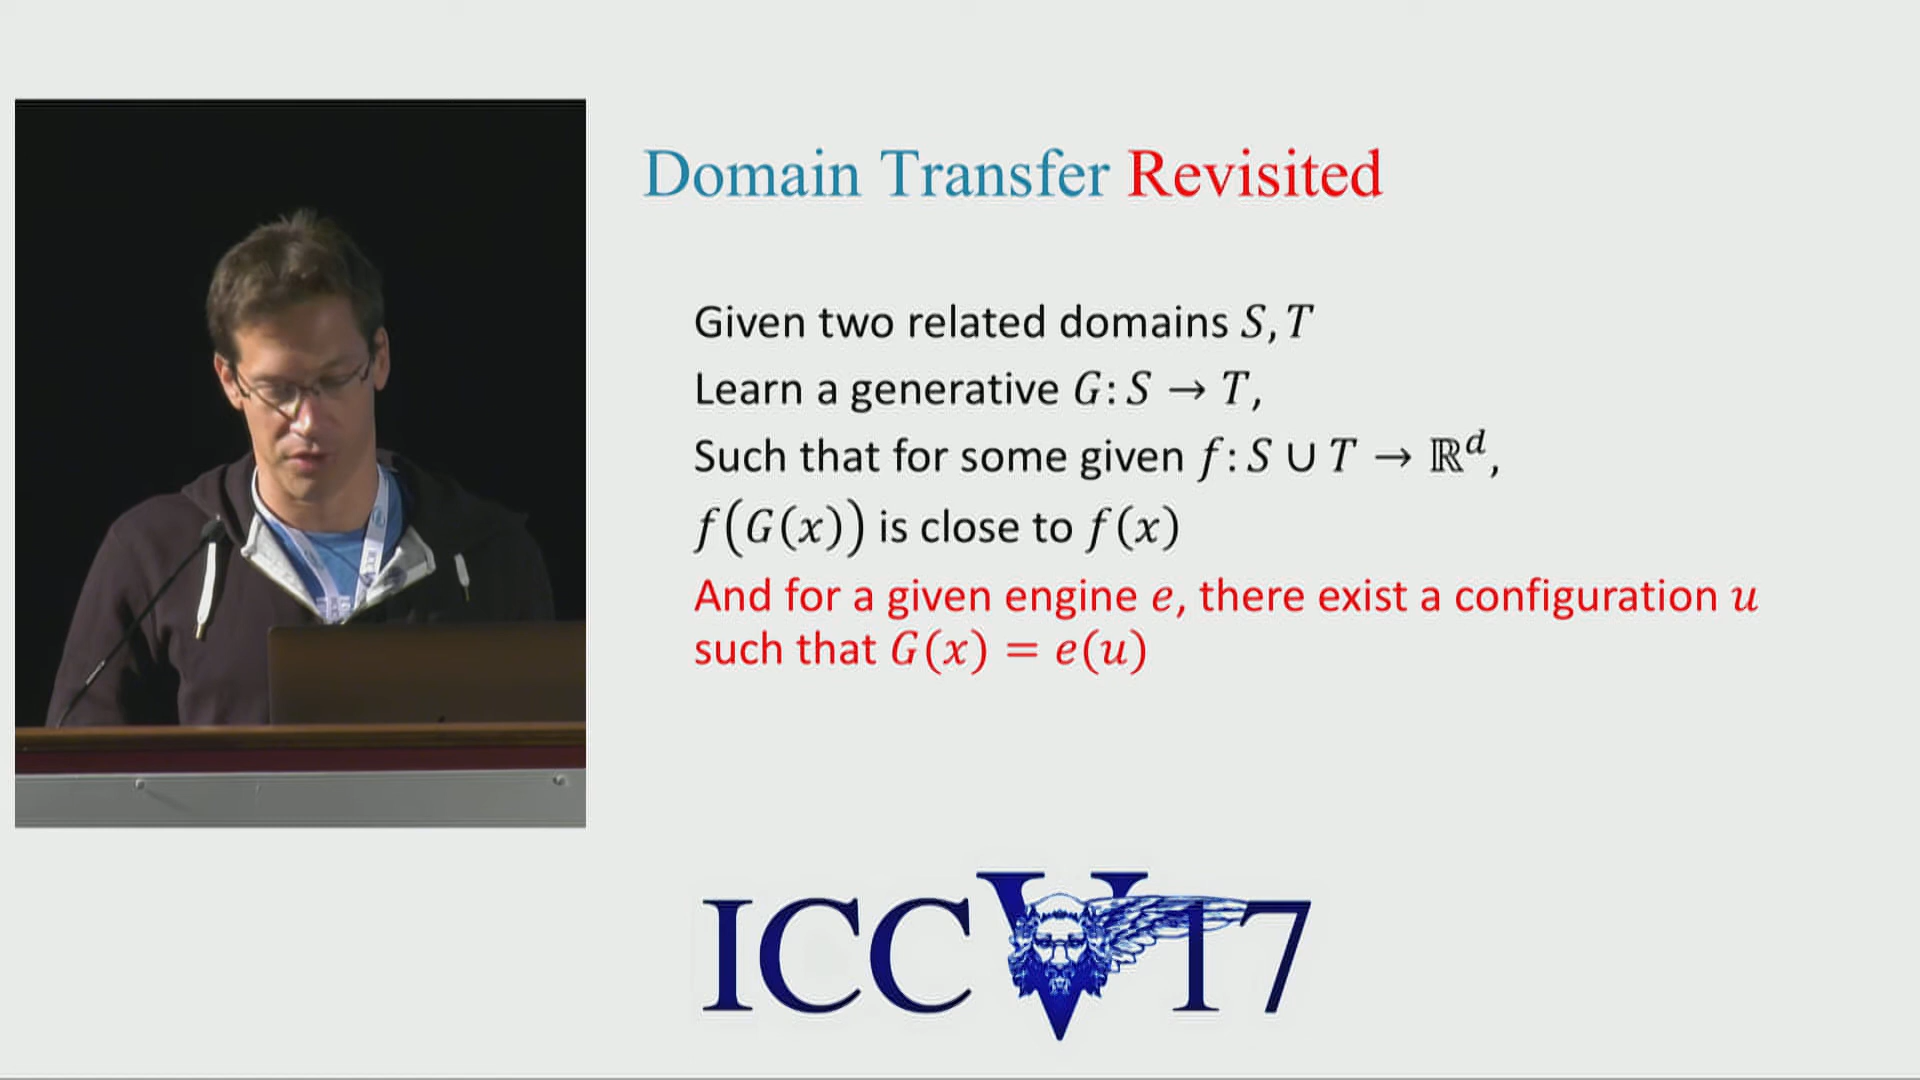 Domain Transfer Revisited
Given two related domains S, T
Learn a generative G: S → T,
Such that for some given f: S ∪ T → ℝᵈ,
f(G(x)) is close to f(x)
And for a given engine e, there exist a configuration u
such that G(x) = e(u)
ICCV17